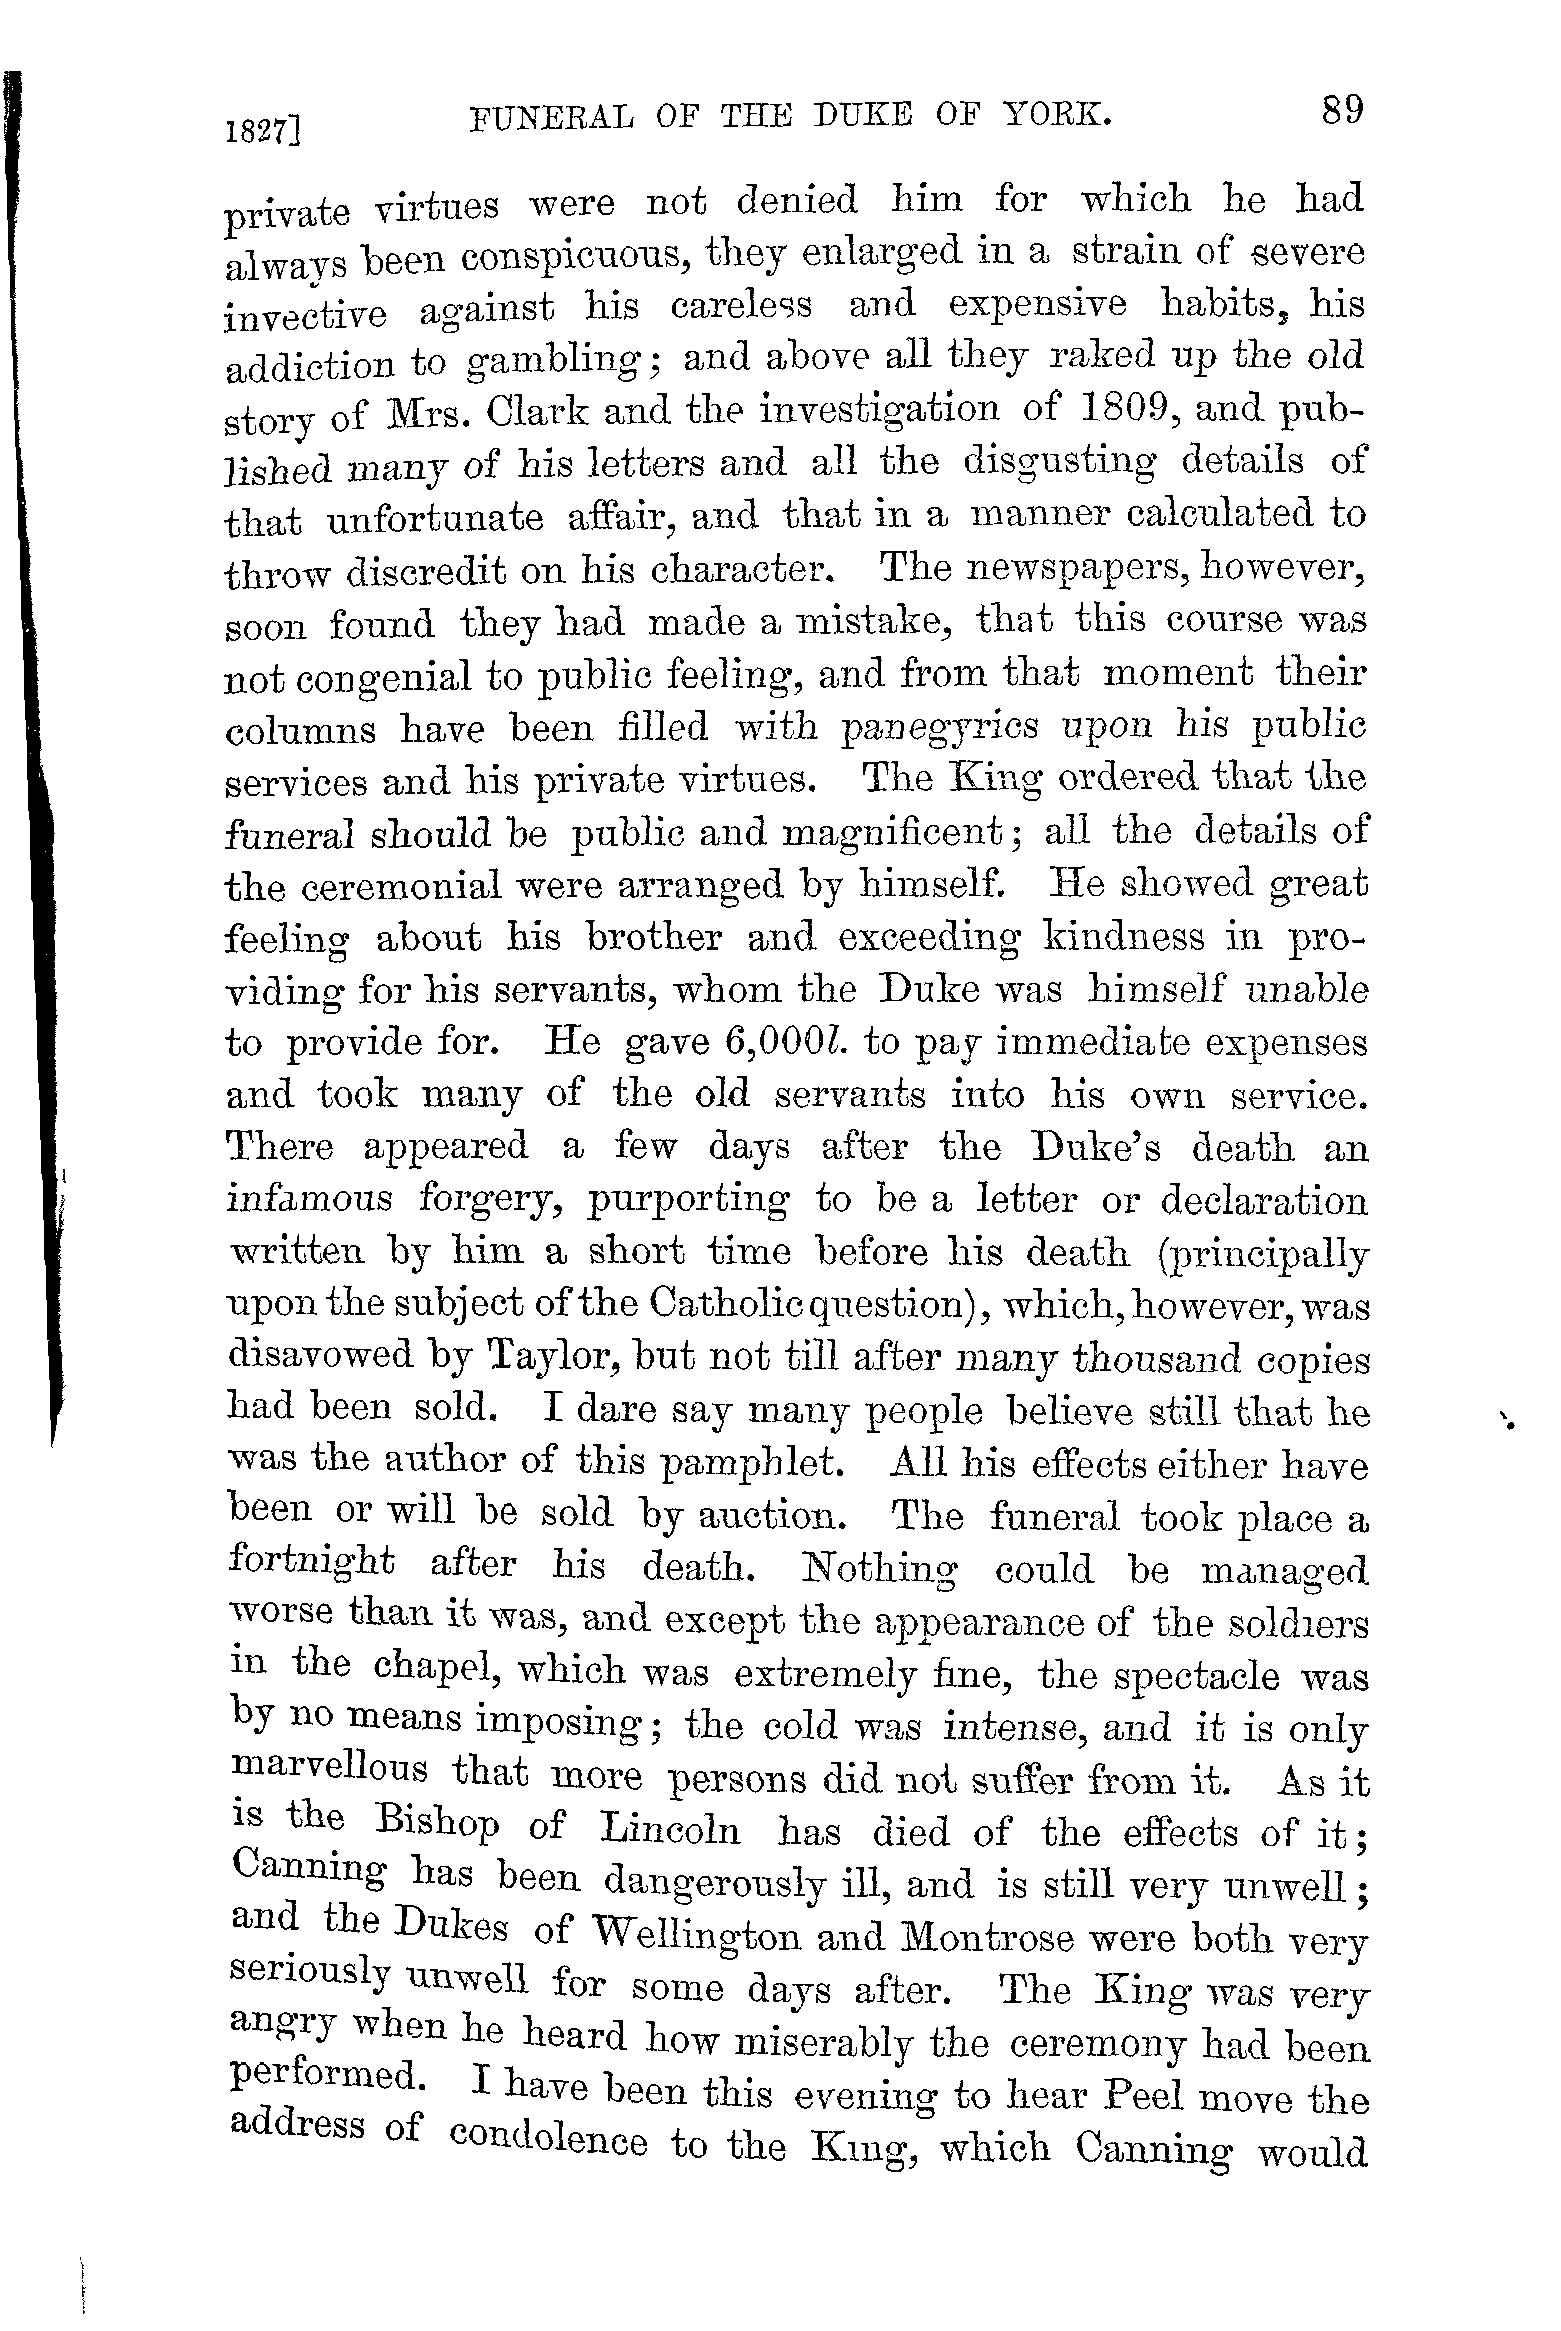 1827] FUNERAL OF THE DUKE OF YORK. 89
private virtues were not denied him for which he had
always been conspicuous, they enlarged in a strain of severe
invective against his careless and expensive habits, his
addiction to gambling; and above all they raked up the old
story of Mrs. Clark and the investigation of 1809, and pub-
lished many of his letters and all the disgusting details of
that unfortunate affair, and that in a manner calculated to
throw discredit on his character. The newspapers, however,
soon found they had made a mistake, that this course was
not congenial to public feeling, and from that moment their
columns have been filled with panegyrics upon his public
services and his private virtues. The King ordered that the
funeral should be public and magnificent; all the details of
the ceremonial were arranged by himself. He showed great
feeling about his brother and exceeding kindness in pro-
viding for his servants, whom the Duke was himself unable
to provide for. He gave 6,000l. to pay immediate expenses
and took many of the old servants into his own service.
There appeared a few days after the Duke's death an
infamous forgery, purporting to be a letter or declaration
written by him a short time before his death (principally
upon the subject of the Catholic question), which, however, was
disavowed by Taylor, but not till after many thousand copies
had been sold. I dare say many people believe still that he
was the author of this pamphlet. All his effects either have
been or will be sold by auction. The funeral took place a
fortnight after his death. Nothing could be managed
worse than it was, and except the appearance of the soldiers
in the chapel, which was extremely fine, the spectacle was
by no means imposing; the cold was intense, and it is only
marvellous that more persons did not suffer from it. As it
is the Bishop of Lincoln has died of the effects of it;
Canning has been dangerously ill, and is still very unwell;
and the Dukes of Wellington and Montrose were both very
seriously unwell for some days after. The King was very
angry when he heard how miserably the ceremony had been
performed. I have been this evening to hear Peel move the
address of condolence to the King, which Canning would